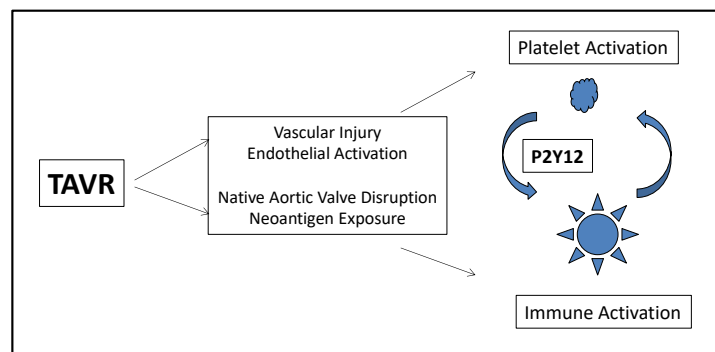 Platelet Activation
Vascular Injury
Endothelial Activation
P2Y12
TAVR
Native Aortic Valve Disruption
Neoantigen Exposure
Immune Activation